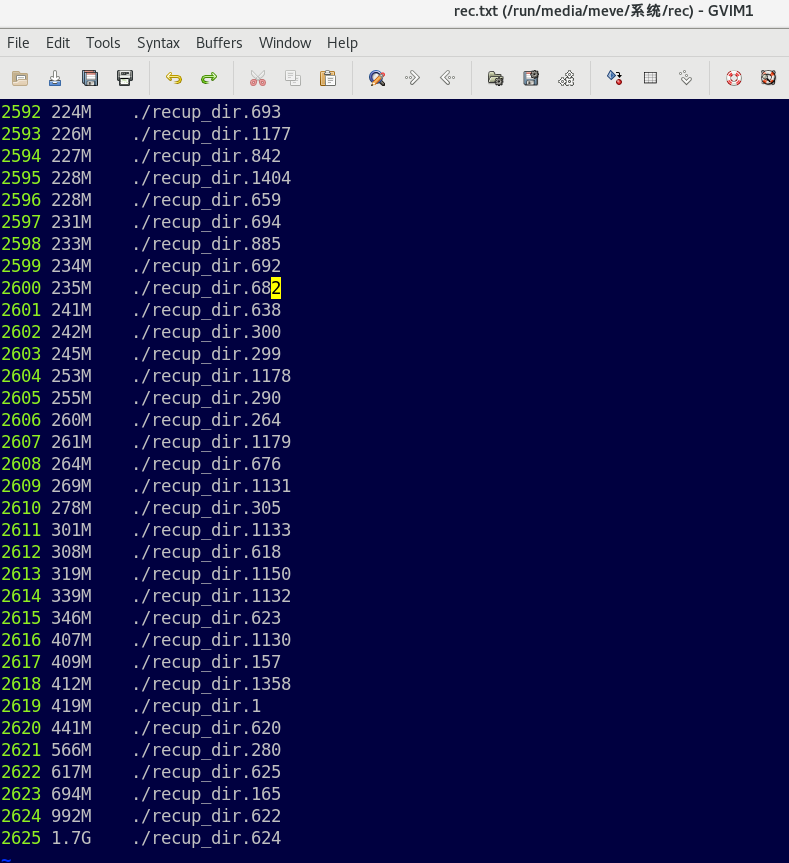 rec.txt (/run/media/meve/系统/rec) - GVIM1
File Edit Tools Syntax Buffers Window Help
2592 224M    ./recup_dir.693
2593 226M    ./recup_dir.1177
2594 227M    ./recup_dir.842
2595 228M    ./recup_dir.1404
2596 228M    ./recup_dir.659
2597 231M    ./recup_dir.694
2598 233M    ./recup_dir.885
2599 234M    ./recup_dir.692
2600 235M    ./recup_dir.682
2601 241M    ./recup_dir.638
2602 242M    ./recup_dir.300
2603 245M    ./recup_dir.299
2604 253M    ./recup_dir.1178
2605 255M    ./recup_dir.290
2606 260M    ./recup_dir.264
2607 261M    ./recup_dir.1179
2608 264M    ./recup_dir.676
2609 269M    ./recup_dir.1131
2610 278M    ./recup_dir.305
2611 301M    ./recup_dir.1133
2612 308M    ./recup_dir.618
2613 319M    ./recup_dir.1150
2614 339M    ./recup_dir.1132
2615 346M    ./recup_dir.623
2616 407M    ./recup_dir.1130
2617 409M    ./recup_dir.157
2618 412M    ./recup_dir.1358
2619 419M    ./recup_dir.1
2620 441M    ./recup_dir.620
2621 566M    ./recup_dir.280
2622 617M    ./recup_dir.625
2623 694M    ./recup_dir.165
2624 992M    ./recup_dir.622
2625 1.7G    ./recup_dir.624
~